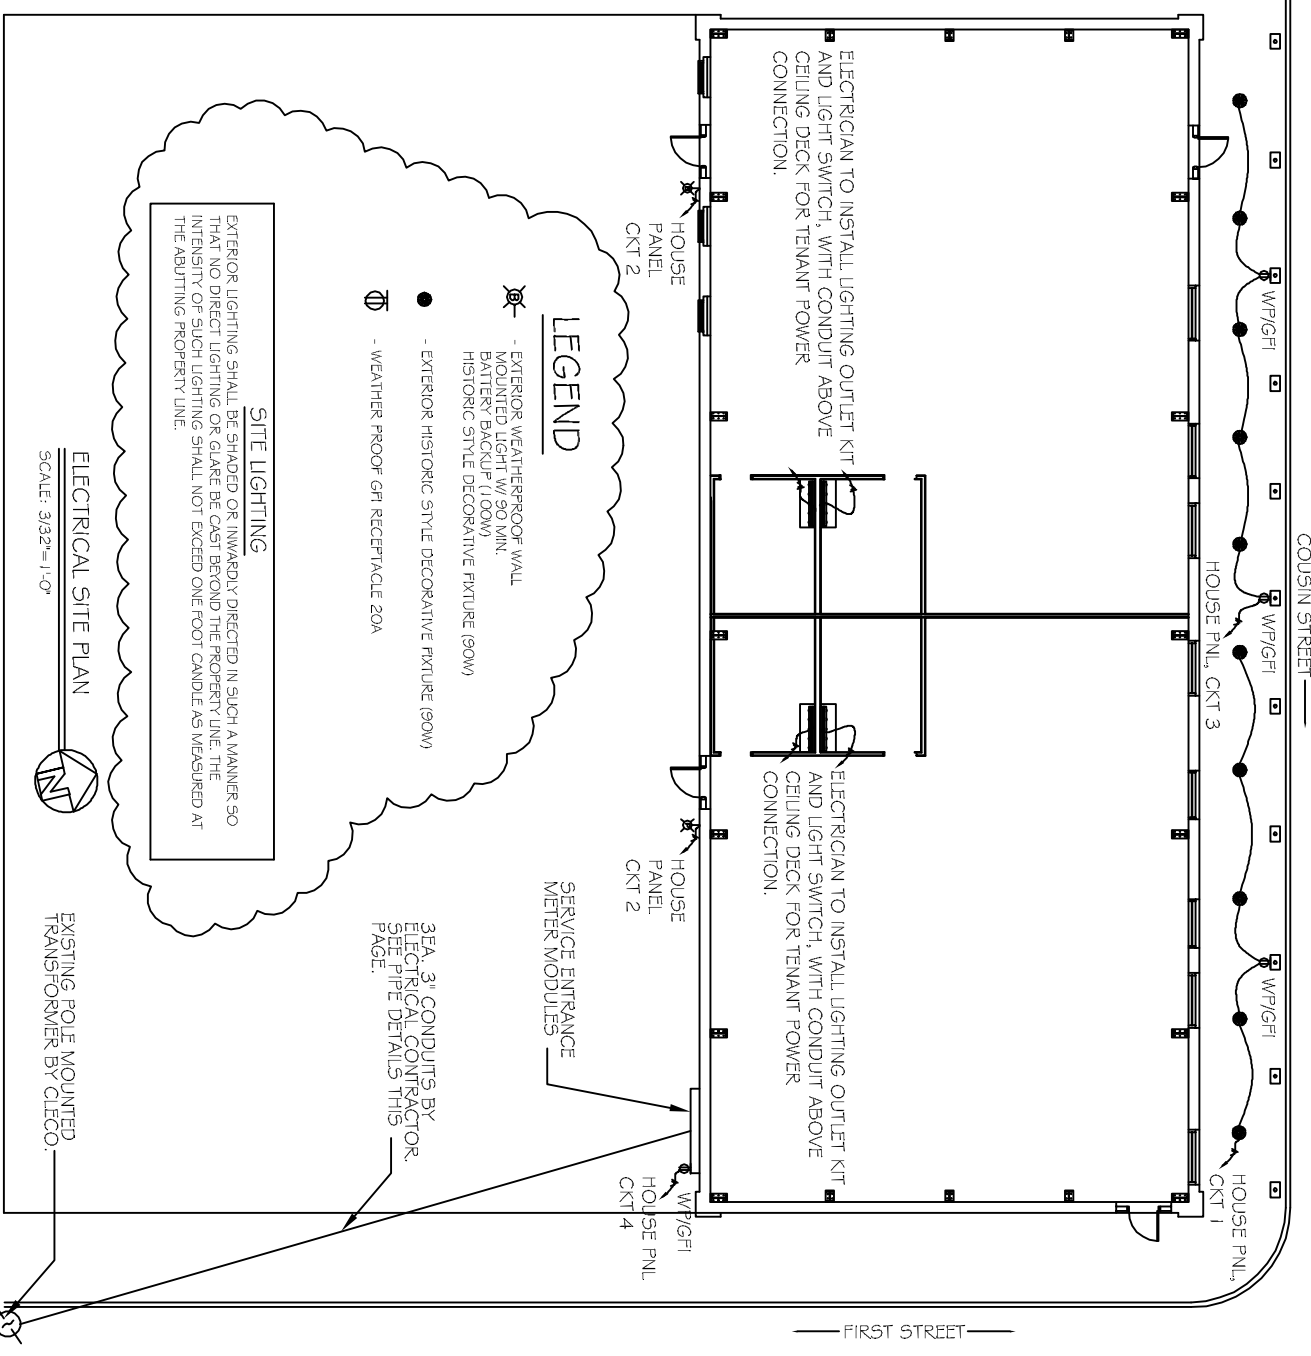 COUSIN STREET
FIRST STREET
WP/GFI
WP/GFI
WP/GFI
HOUSE PNL, CKT 3
HOUSE PNL,
CKT 1
ELECTRICIAN TO INSTALL LIGHTING OUTLET KIT
AND LIGHT SWITCH, WITH CONDUIT ABOVE
CEILING DECK FOR TENANT POWER
CONNECTION.
ELECTRICIAN TO INSTALL LIGHTING OUTLET KIT
AND LIGHT SWITCH, WITH CONDUIT ABOVE
CEILING DECK FOR TENANT POWER
CONNECTION.
HOUSE
PANEL
CKT 2
HOUSE
PANEL
CKT 2
WP/GFI
HOUSE PNL
CKT 4
SERVICE ENTRANCE
METER MODULES
3EA. 3" CONDUITS BY
ELECTRICAL CONTRACTOR.
SEE PIPE DETAILS THIS
PAGE.
EXISTING POLE MOUNTED
TRANSFORMER BY CLECO.
LEGEND
B
- EXTERIOR WEATHERPROOF WALL
MOUNTED LIGHT W/ 90 MIN.
BATTERY BACKUP (100W)
HISTORIC STYLE DECORATIVE FIXTURE (90W)
- EXTERIOR HISTORIC STYLE DECORATIVE FIXTURE (90W)
- WEATHER PROOF GFI RECEPTACLE 20A
SITE LIGHTING
EXTERIOR LIGHTING SHALL BE SHADED OR INWARDLY DIRECTED IN SUCH A MANNER SO
THAT NO DIRECT LIGHTING OR GLARE BE CAST BEYOND THE PROPERTY LINE. THE
INTENSITY OF SUCH LIGHTING SHALL NOT EXCEED ONE FOOT CANDLE AS MEASURED AT
THE ABUTTING PROPERTY LINE.
ELECTRICAL SITE PLAN
SCALE: 3/32"=1'-0"
N